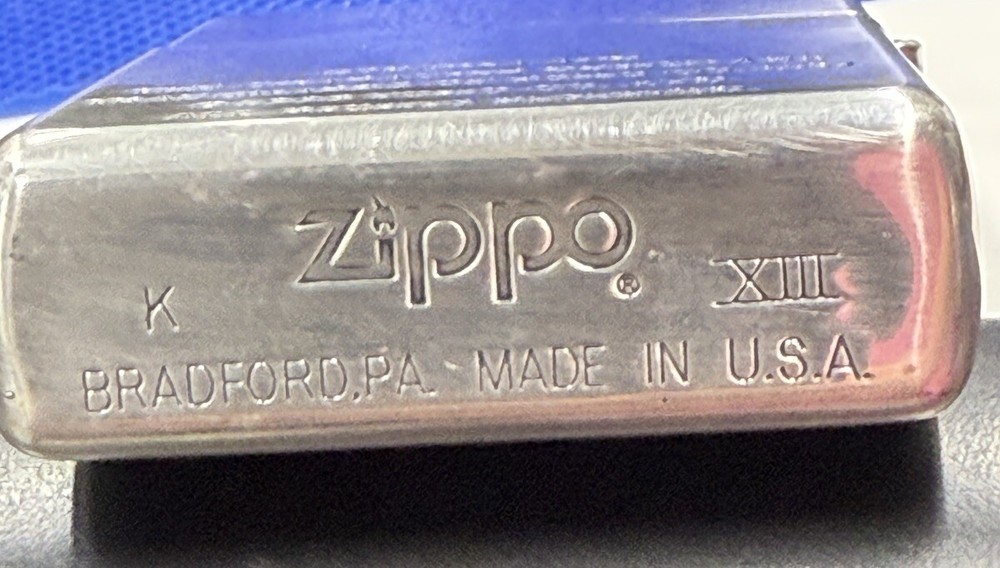 Zippo®
K XIII
BRADFORD,PA. MADE IN U.S.A.